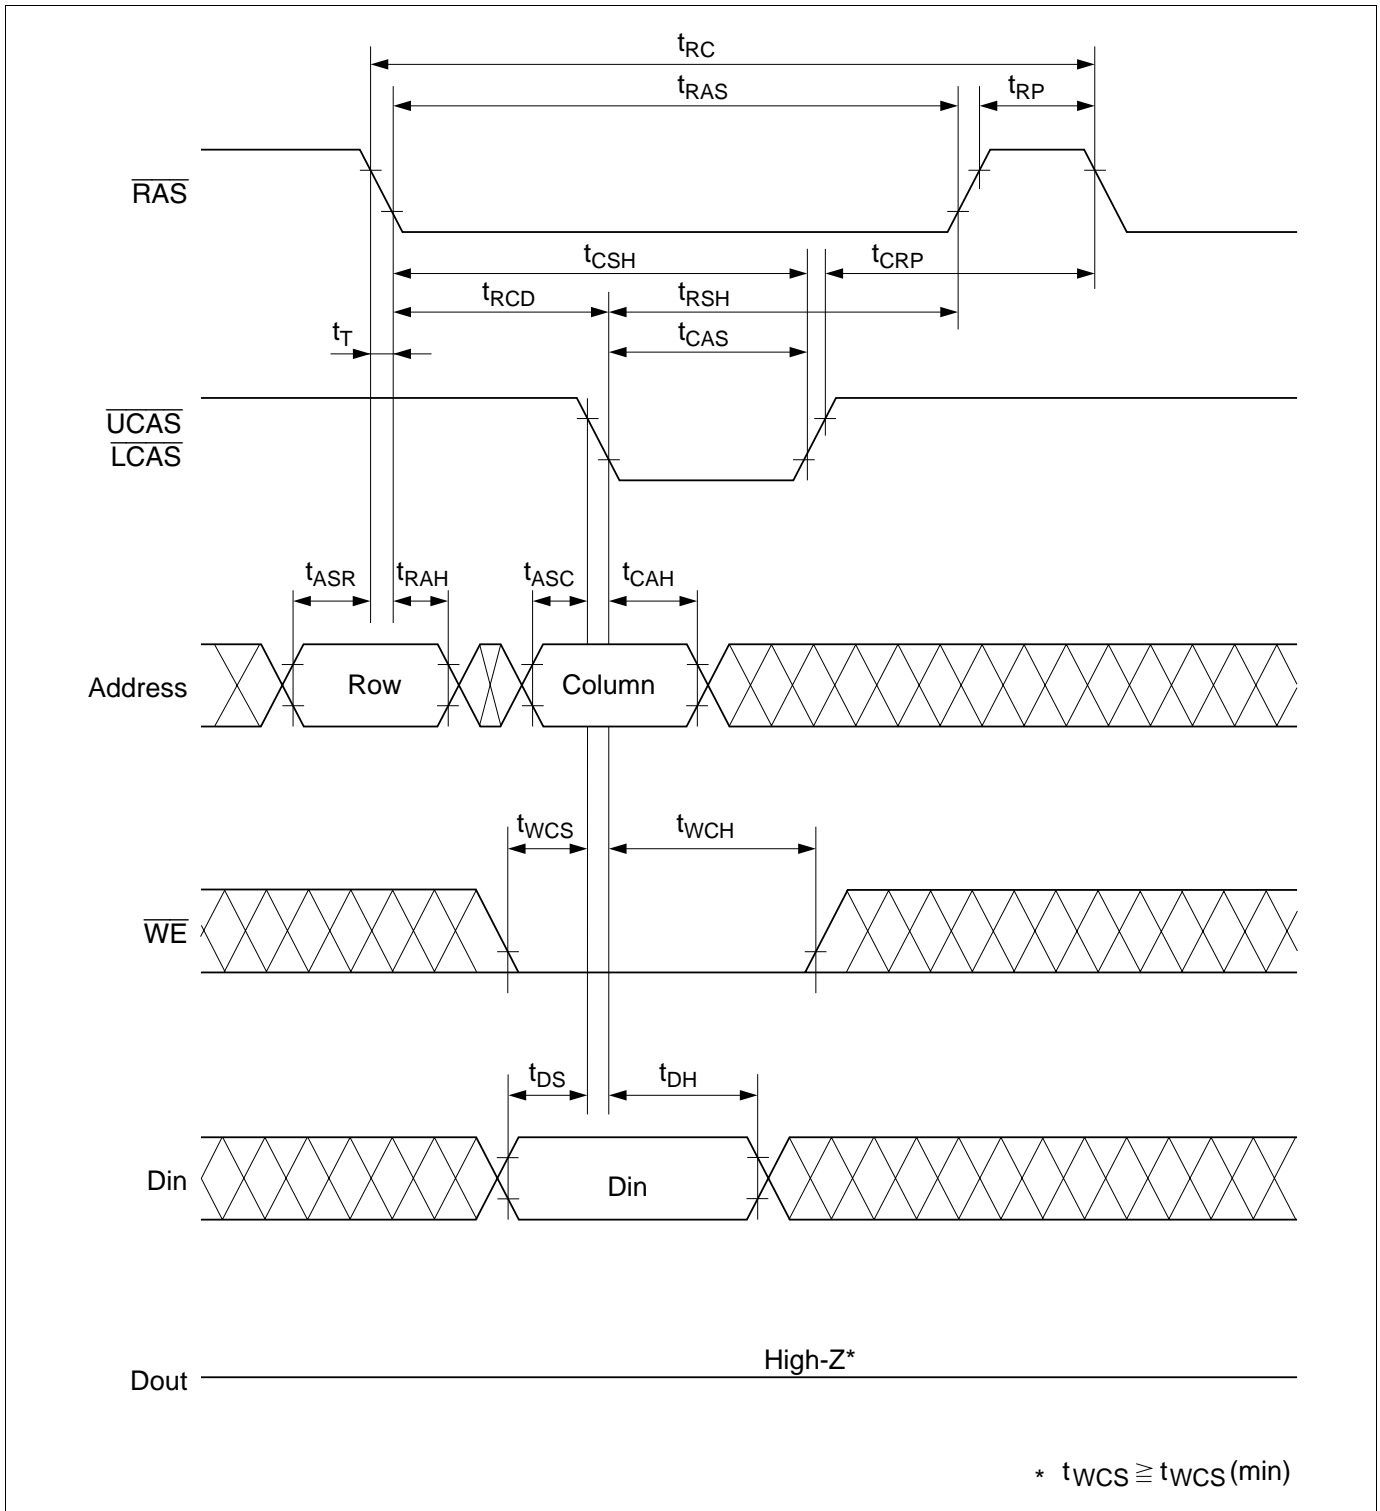 tRC
tRAS
tRP
RAS
tCSH
tCRP
tRCD
tRSH
tT
tCAS
UCAS
LCAS
tASR
tRAH
tASC
tCAH
Address
Row
Column
tWCS
tWCH
WE
tDS
tDH
Din
Din
High-Z*
Dout
* tWCS ≧ tWCS (min)